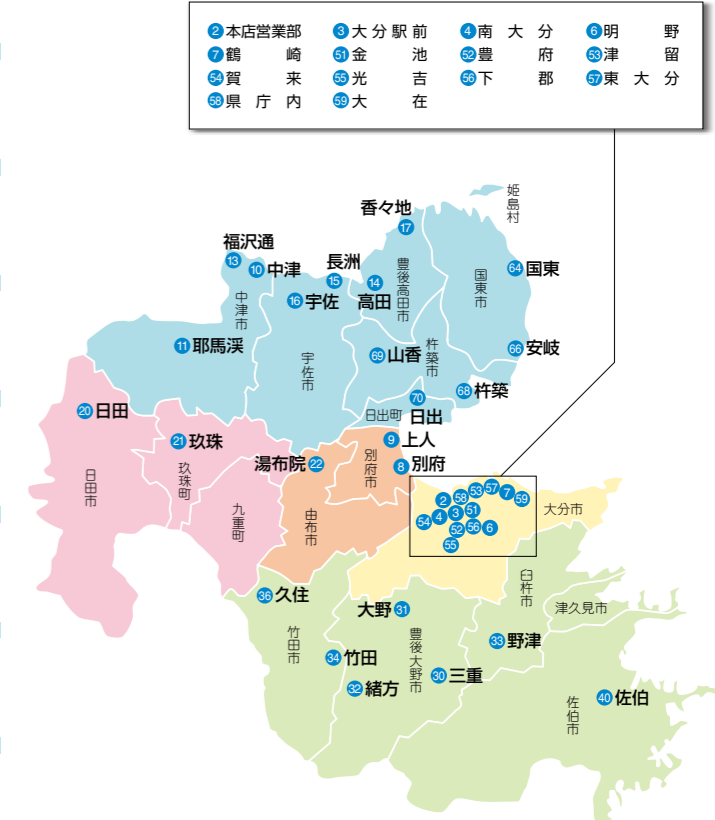 2 本店営業部 3 大分駅前 4 南大分 6 明野
7 鶴崎 51 金池 52 豊府 53 津留
54 賀来 55 光吉 56 下郡 57 東大分
58 県庁内 59 大在
姫島村
香々地
17
福沢通
13
10 中津
長洲
15
14
高田
16 宇佐
豊後高田市
国東市
64 国東
中津市
11 耶馬渓
宇佐市
69 山香
杵築市
66 安岐
68 杵築
70
日出
日出町
20 日田
21 玖珠
玖珠町
日田市
九重町
湯布院 22
由布市
別府市
9 上人
8 別府
2 58 53 57 7 59
54 4 3 51
52 56 6
55
大分市
臼杵市
津久見市
36 久住
竹田市
大野 31
豊後大野市
33 野津
34 竹田
30 三重
32 緒方
佐伯市
40 佐伯